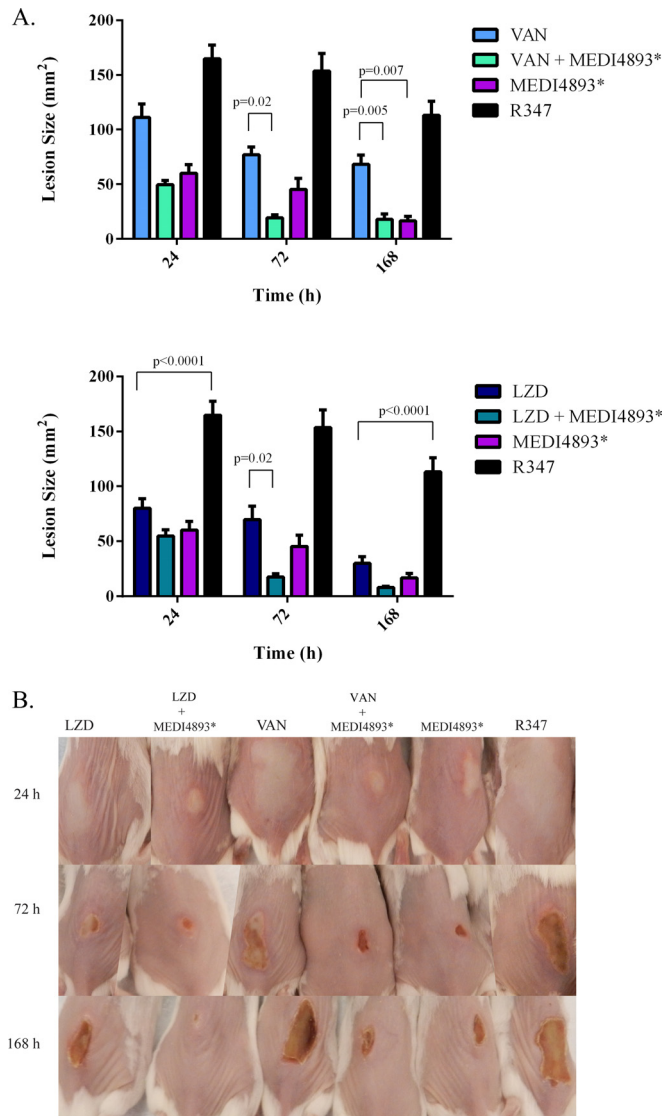 A.
200
150
100
50
0
Lesion Size (mm²)
p=0.02
p=0.007
p=0.005
24
72
168
Time (h)
VAN
VAN + MEDI4893*
MEDI4893*
R347
p<0.0001
p<0.0001
p=0.02
200
150
100
50
0
Lesion Size (mm²)
24
72
168
Time (h)
LZD
LZD + MEDI4893*
MEDI4893*
R347
B.
LZD
LZD
+
MEDI4893*
VAN
VAN
+
MEDI4893*
MEDI4893*
R347
24 h
72 h
168 h